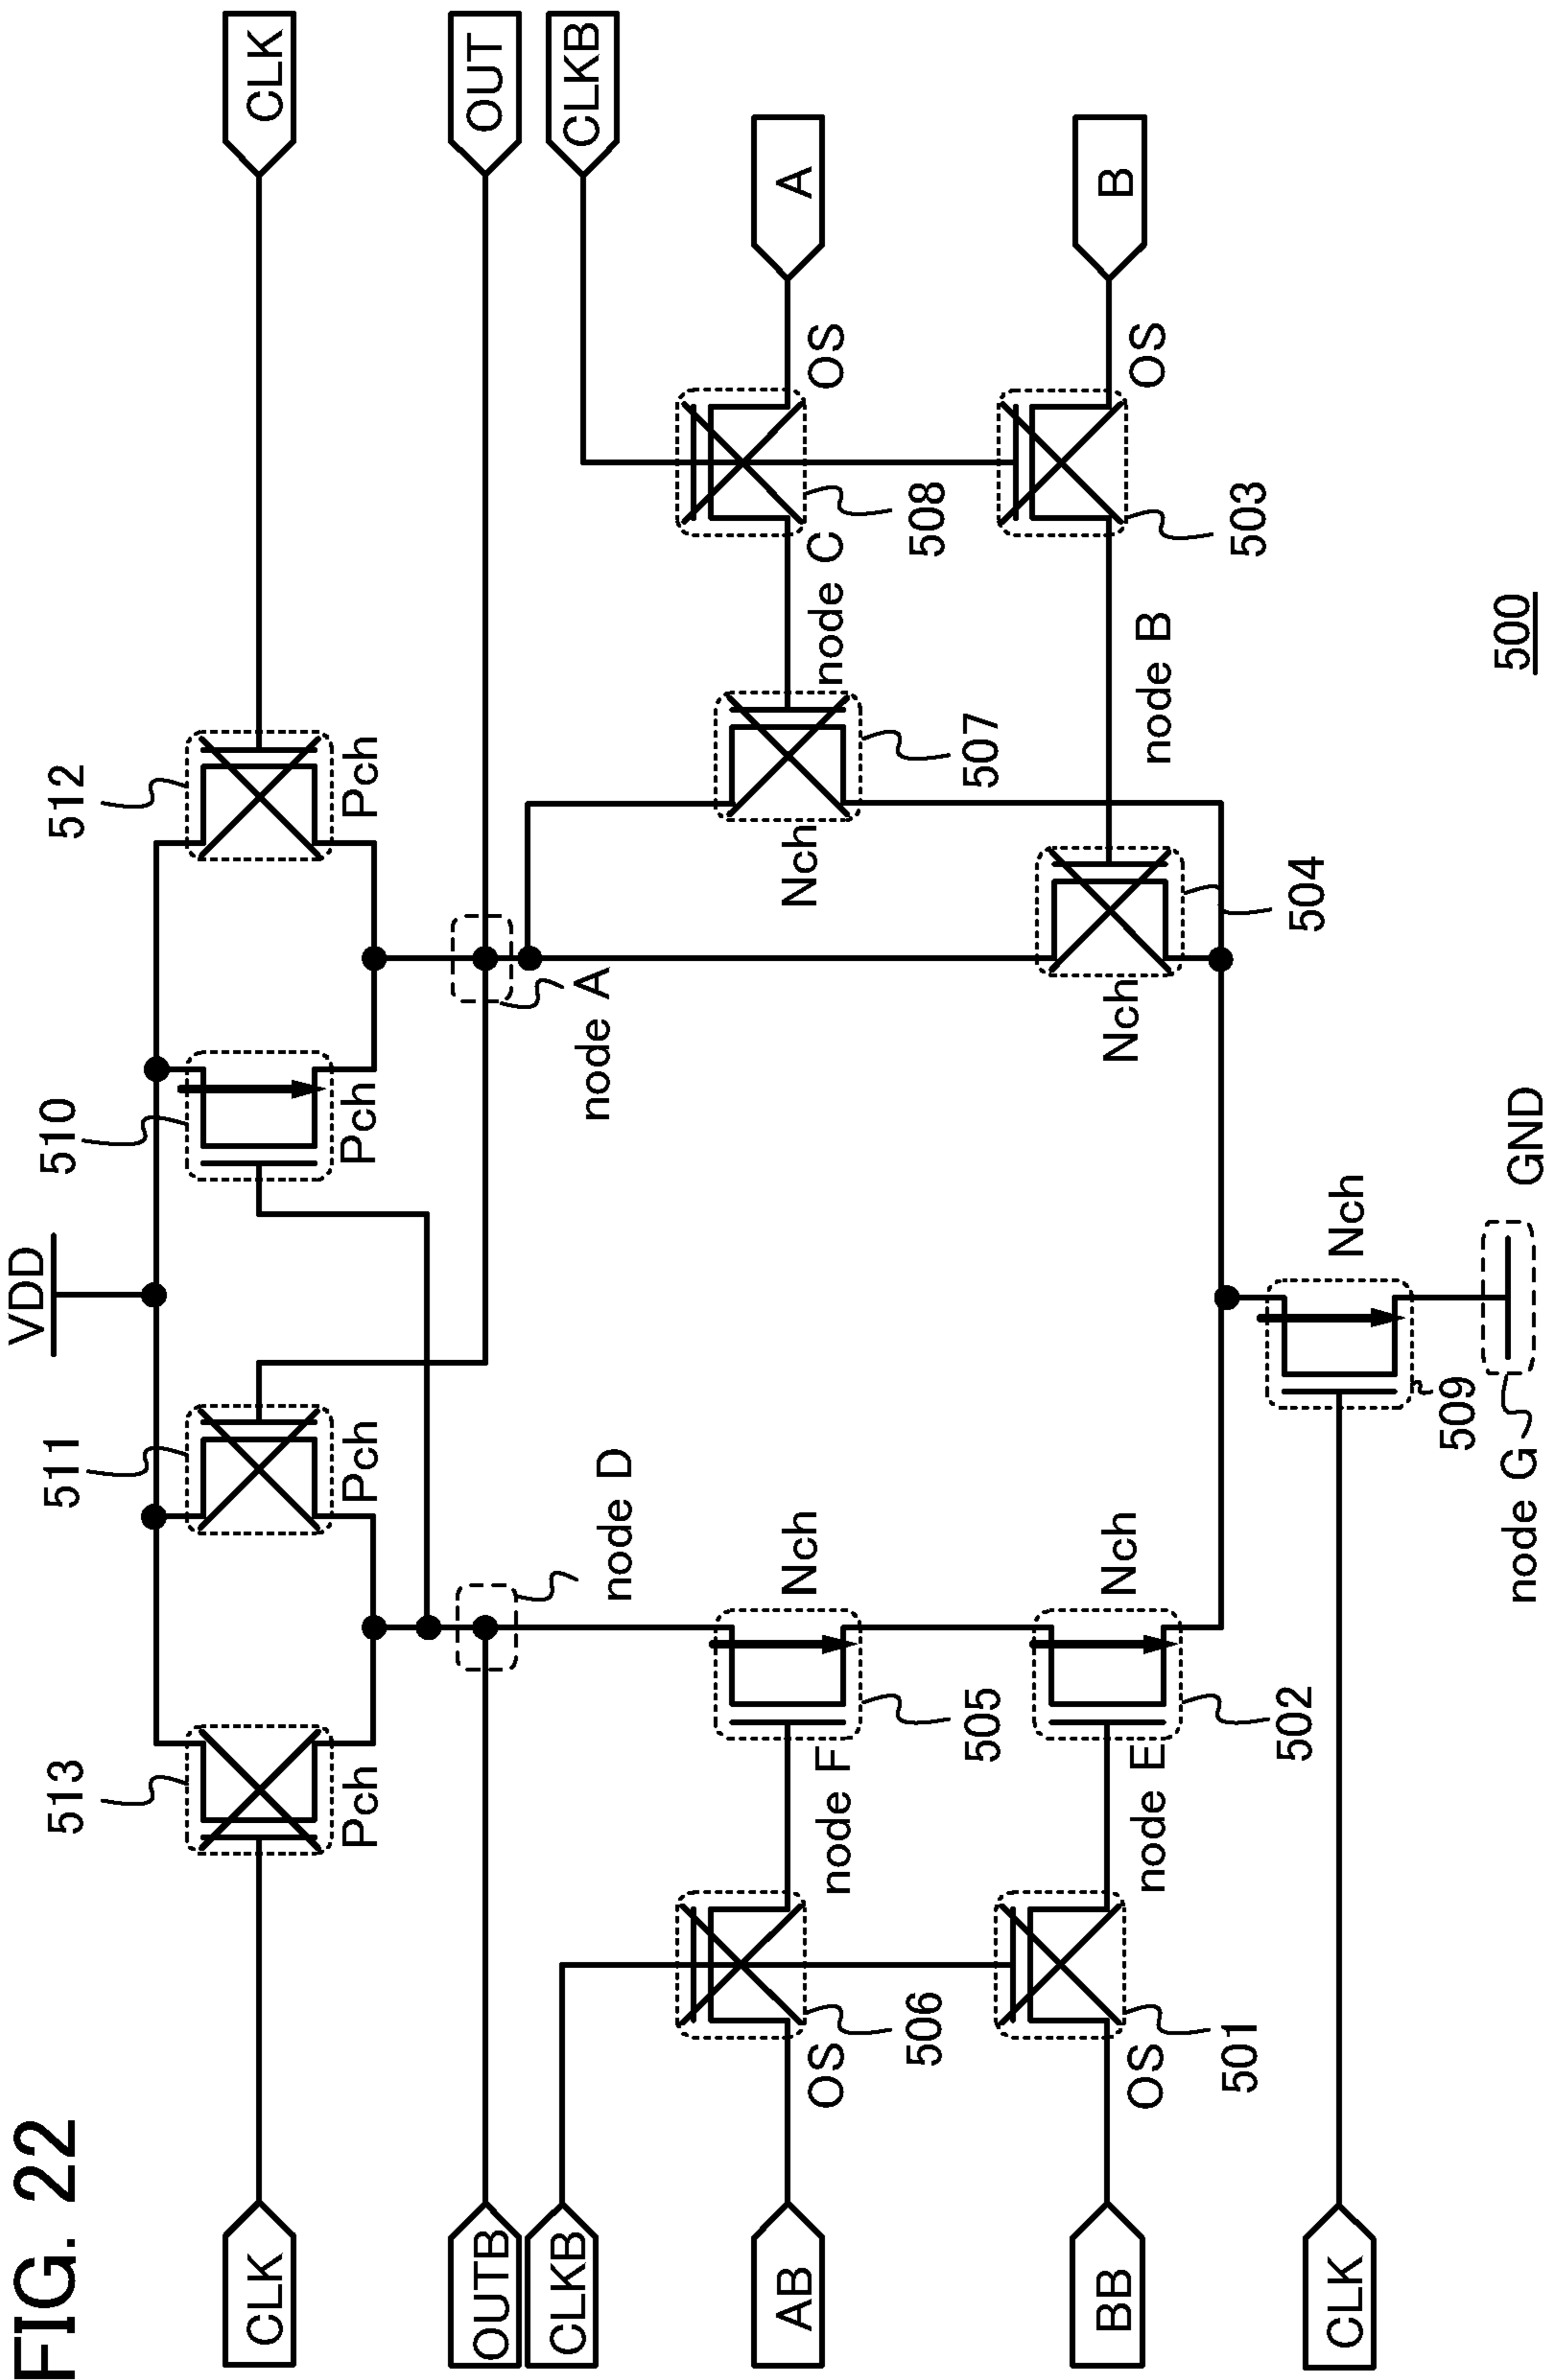 FIG. 22
VDD
513
511
510
512
CLK
CLK
Pch
Pch
Pch
Pch
OUTB
node D
node A
OUT
CLKB
CLKB
AB
OS
506
node F
505
Nch
Nch
507
node C
508
OS
A
BB
OS
501
node E
502
Nch
Nch
504
node B
503
OS
B
CLK
509
Nch
node G
GND
500